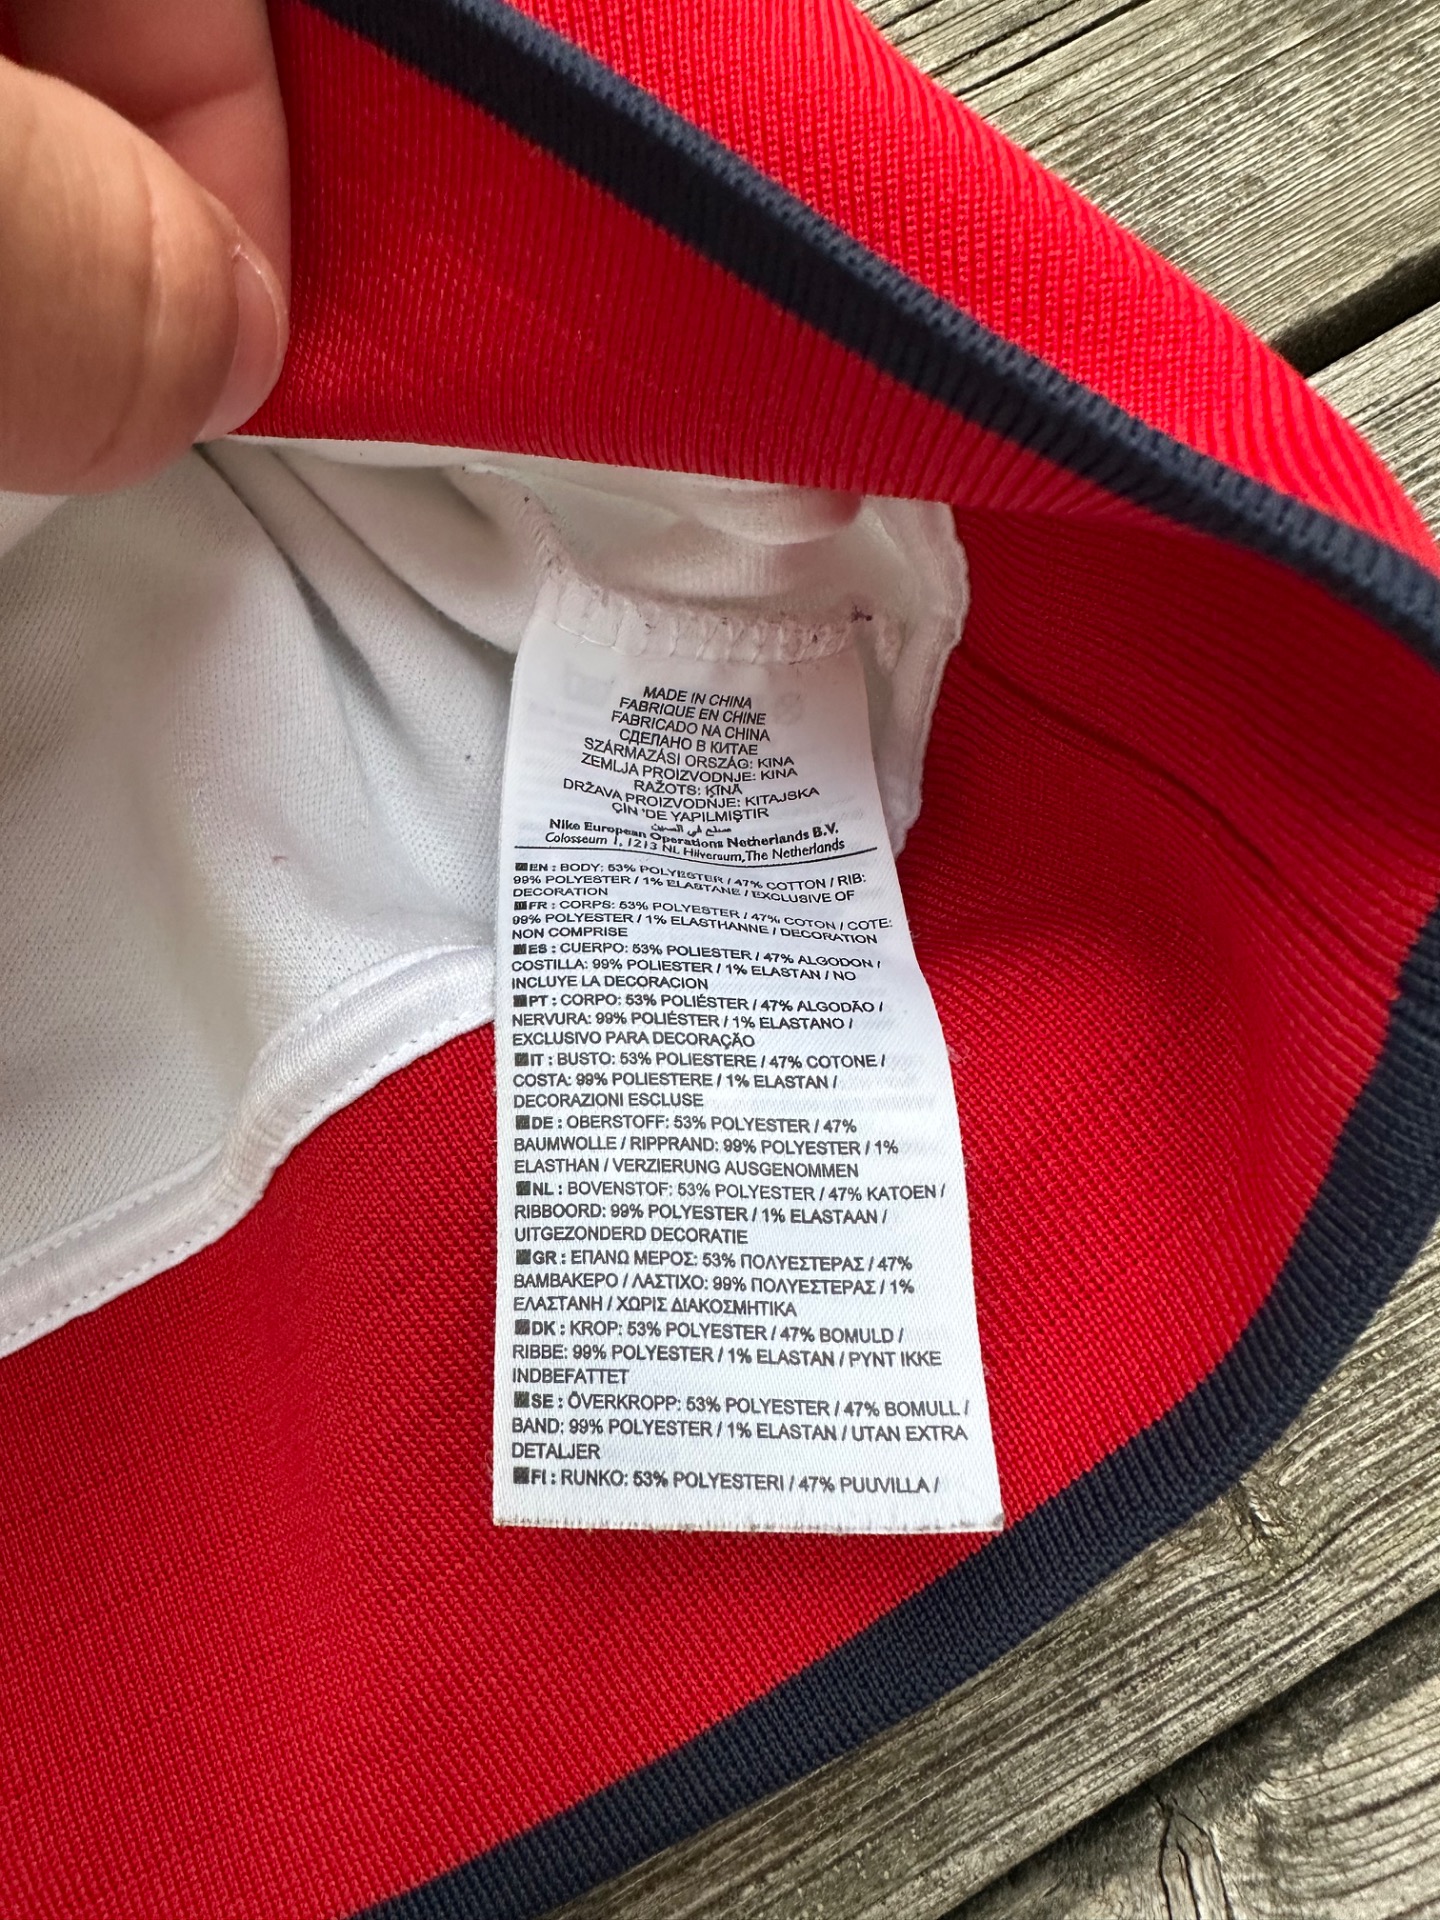 MADE IN CHINA
FABRIQUE EN CHINE
FABRICADO NA CHINA
СДЕЛАНО В КИТАЕ
SZÁRMAZÁSI ORSZÁG: KINA
ZEMLJA PROIZVODNJE: KINA
RAŽOTS: ĶĪNĀ
DRŽAVA PROIZVODNJE: KITAJSKA
ÇİN 'DE YAPILMIŞTIR
صنع في الصين
Nike European Operations Netherlands B.V.
Colosseum 1, 1213 NL Hilversum, The Netherlands
EN : BODY: 53% POLYESTER / 47% COTTON / RIB:
99% POLYESTER / 1% ELASTANE / EXCLUSIVE OF
DECORATION
FR : CORPS: 53% POLYESTER / 47% COTON / COTE:
99% POLYESTER / 1% ELASTHANNE / DECORATION
NON COMPRISE
ES : CUERPO: 53% POLIESTER / 47% ALGODON /
COSTILLA: 99% POLIESTER / 1% ELASTAN / NO
INCLUYE LA DECORACION
PT : CORPO: 53% POLIÉSTER / 47% ALGODÃO /
NERVURA: 99% POLIÉSTER / 1% ELASTANO /
EXCLUSIVO PARA DECORAÇÃO
IT : BUSTO: 53% POLIESTERE / 47% COTONE /
COSTA: 99% POLIESTERE / 1% ELASTAN /
DECORAZIONI ESCLUSE
DE : OBERSTOFF: 53% POLYESTER / 47%
BAUMWOLLE / RIPPRAND: 99% POLYESTER / 1%
ELASTHAN / VERZIERUNG AUSGENOMMEN
NL : BOVENSTOF: 53% POLYESTER / 47% KATOEN /
RIBBOORD: 99% POLYESTER / 1% ELASTAAN /
UITGEZONDERD DECORATIE
GR : ΕΠΑΝΩ ΜΕΡΟΣ: 53% ΠΟΛΥΕΣΤΕΡΑΣ / 47%
ΒΑΜΒΑΚΕΡΟ / ΛΑΣΤΙΧΟ: 99% ΠΟΛΥΕΣΤΕΡΑΣ / 1%
ΕΛΑΣΤΑΝΗ / ΧΩΡΙΣ ΔΙΑΚΟΣΜΗΤΙΚΑ
DK : KROP: 53% POLYESTER / 47% BOMULD /
RIBBE: 99% POLYESTER / 1% ELASTAN / PYNT IKKE
INDBEFATTET
SE : ÖVERKROPP: 53% POLYESTER / 47% BOMULL /
BAND: 99% POLYESTER / 1% ELASTAN / UTAN EXTRA
DETALJER
FI : RUNKO: 53% POLYESTERI / 47% PUUVILLA /